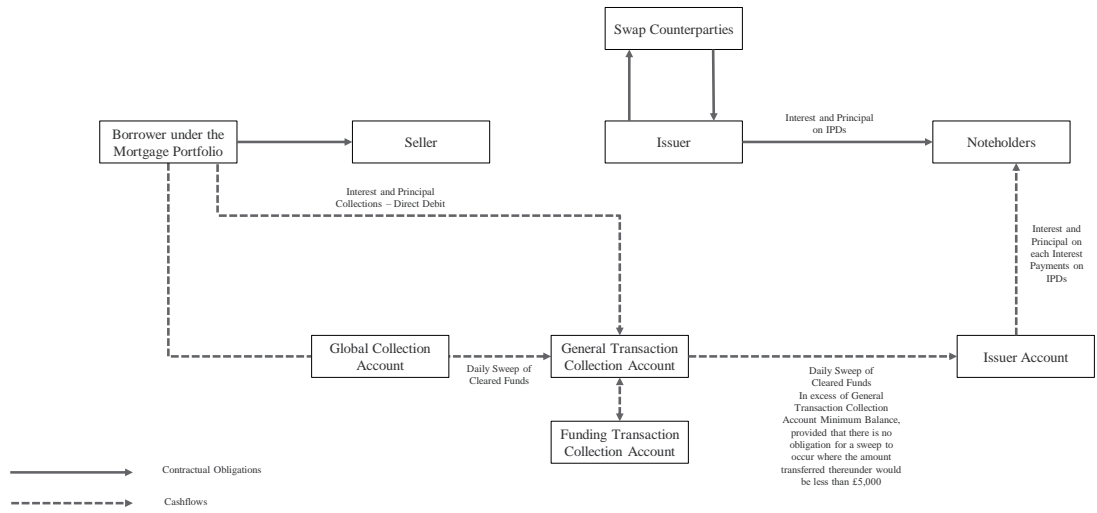 Swap Counterparties
Borrower under the
Mortgage Portfolio
Seller
Issuer
Interest and Principal
on IPDs
Noteholders
Interest and Principal
Collections – Direct Debit
Interest and
Principal on
each Interest
Payments on
IPDs
Global Collection
Account
Daily Sweep of
Cleared Funds
General Transaction
Collection Account
Daily Sweep of
Cleared Funds
In excess of General
Transaction Collection
Account Minimum Balance,
provided that there is no
obligation for a sweep to
occur where the amount
transferred thereunder would
be less than £5,000
Issuer Account
Funding Transaction
Collection Account
Contractual Obligations
Cashflows